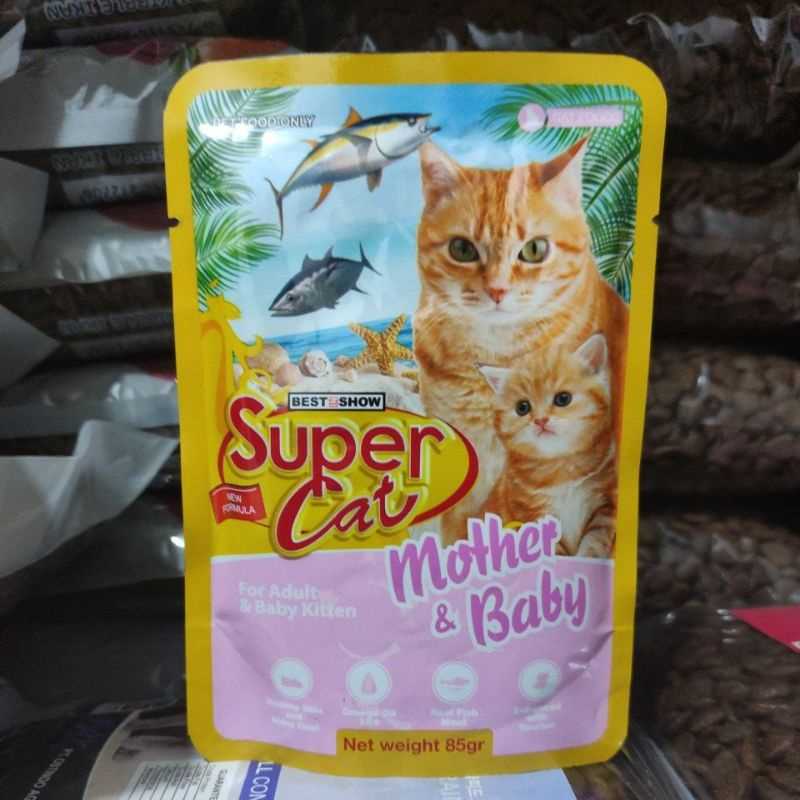 PET FOOD ONLY
CAT FOODS
BEST IN SHOW
Super
Cat
NEW
FORMULA
Mother
& Baby
For Adult
& Baby Kitten
Healthy Skin
and
Shiny Coat
Omega Oil
3&6
Real Fish
Meat
Enhanced
with
Taurine
Net weight 85gr